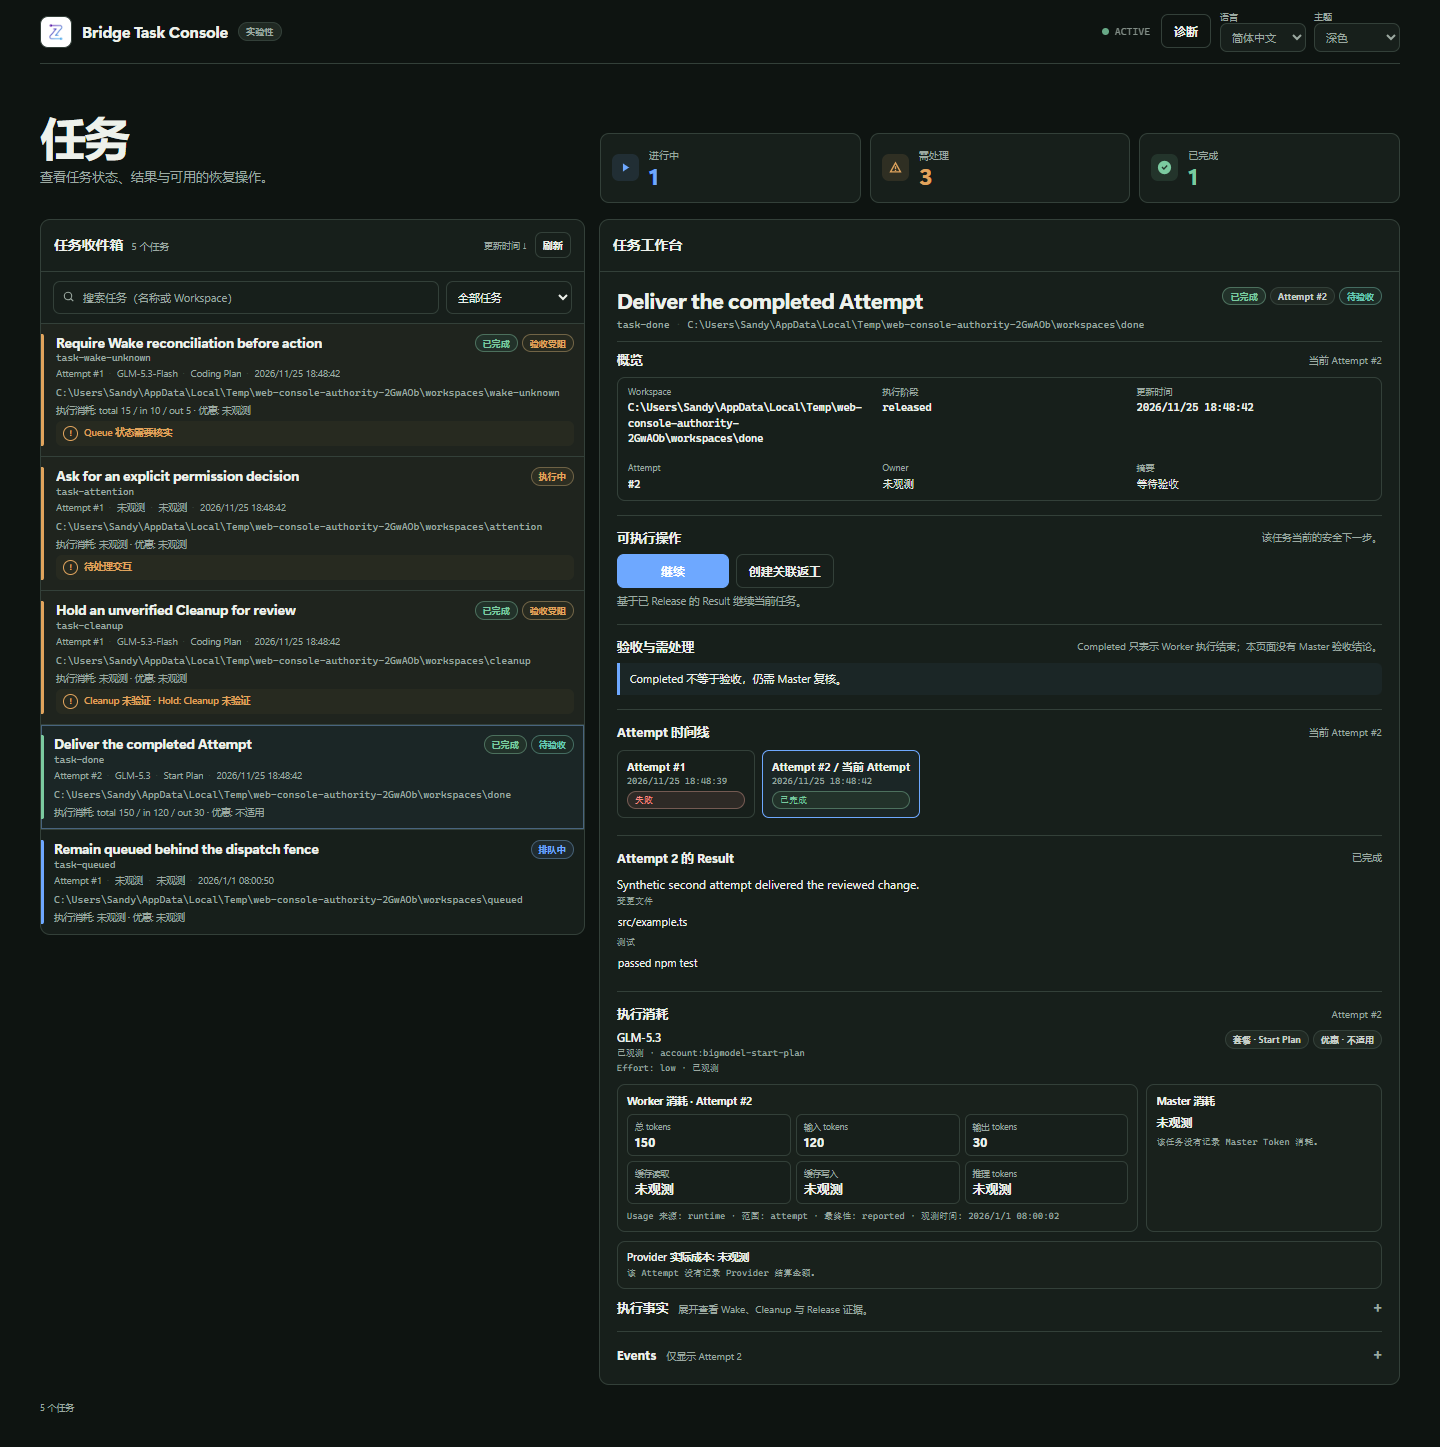 Bridge Task Console 实验性
ACTIVE
诊断
语言
简体中文
主题
深色
任务
查看任务状态、结果与可用的恢复操作。
进行中
1
需处理
3
已完成
1
任务收件箱 5 个任务
更新时间 ↓
刷新
搜索任务（名称或 Workspace）
全部任务
Require Wake reconciliation before action
已完成
验收受阻
task-wake-unknown
Attempt #1 · GLM-5.3-Flash · Coding Plan · 2026/11/25 18:48:42
C:\Users\Sandy\AppData\Local\Temp\web-console-authority-2GwAOb\workspaces\wake-unknown
执行消耗: total 15 / in 10 / out 5 · 优惠: 未观测
Queue 状态需要核实
Ask for an explicit permission decision
执行中
task-attention
Attempt #1 · 未观测 · 未观测 · 2026/11/25 18:48:42
C:\Users\Sandy\AppData\Local\Temp\web-console-authority-2GwAOb\workspaces\attention
执行消耗: 未观测 · 优惠: 未观测
待处理交互
Hold an unverified Cleanup for review
已完成
验收受阻
task-cleanup
Attempt #1 · GLM-5.3-Flash · Coding Plan · 2026/11/25 18:48:42
C:\Users\Sandy\AppData\Local\Temp\web-console-authority-2GwAOb\workspaces\cleanup
执行消耗: 未观测 · 优惠: 未观测
Cleanup 未验证 · Hold: Cleanup 未验证
Deliver the completed Attempt
已完成
待验收
task-done
Attempt #2 · GLM-5.3 · Start Plan · 2026/11/25 18:48:42
C:\Users\Sandy\AppData\Local\Temp\web-console-authority-2GwAOb\workspaces\done
执行消耗: total 150 / in 120 / out 30 · 优惠: 不适用
Remain queued behind the dispatch fence
排队中
task-queued
Attempt #1 · 未观测 · 未观测 · 2026/1/1 08:00:50
C:\Users\Sandy\AppData\Local\Temp\web-console-authority-2GwAOb\workspaces\queued
执行消耗: 未观测 · 优惠: 未观测
任务工作台
Deliver the completed Attempt
已完成
Attempt #2
待验收
task-done · C:\Users\Sandy\AppData\Local\Temp\web-console-authority-2GwAOb\workspaces\done
概览
当前 Attempt #2
Workspace
C:\Users\Sandy\AppData\Local\Temp\web-
console-authority-
2GwAOb\workspaces\done
执行阶段
released
更新时间
2026/11/25 18:48:42
Attempt
#2
Owner
未观测
摘要
等待验收
可执行操作
该任务当前的安全下一步。
继续
创建关联返工
基于已 Release 的 Result 继续当前任务。
验收与需处理
Completed 只表示 Worker 执行结束；本页面没有 Master 验收结论。
Completed 不等于验收，仍需 Master 复核。
Attempt 时间线
当前 Attempt #2
Attempt #1
2026/11/25 18:48:39
失败
Attempt #2 / 当前 Attempt
2026/11/25 18:48:42
已完成
Attempt 2 的 Result
已完成
Synthetic second attempt delivered the reviewed change.
变更文件
src/example.ts
测试
passed npm test
执行消耗
Attempt #2
GLM-5.3
套餐 · Start Plan
优惠 · 不适用
已观测 · account:bigmodel-start-plan
Effort: low · 已观测
Worker 消耗 · Attempt #2
总 tokens
150
输入 tokens
120
输出 tokens
30
缓存读取
未观测
缓存写入
未观测
推理 tokens
未观测
Usage 来源: runtime · 范围: attempt · 最终性: reported · 观测时间: 2026/1/1 08:00:02
Master 消耗
未观测
该任务没有记录 Master Token 消耗。
Provider 实际成本: 未观测
该 Attempt 没有记录 Provider 结算金额。
执行事实 展开查看 Wake、Cleanup 与 Release 证据。
+
Events 仅显示 Attempt 2
+
5 个任务